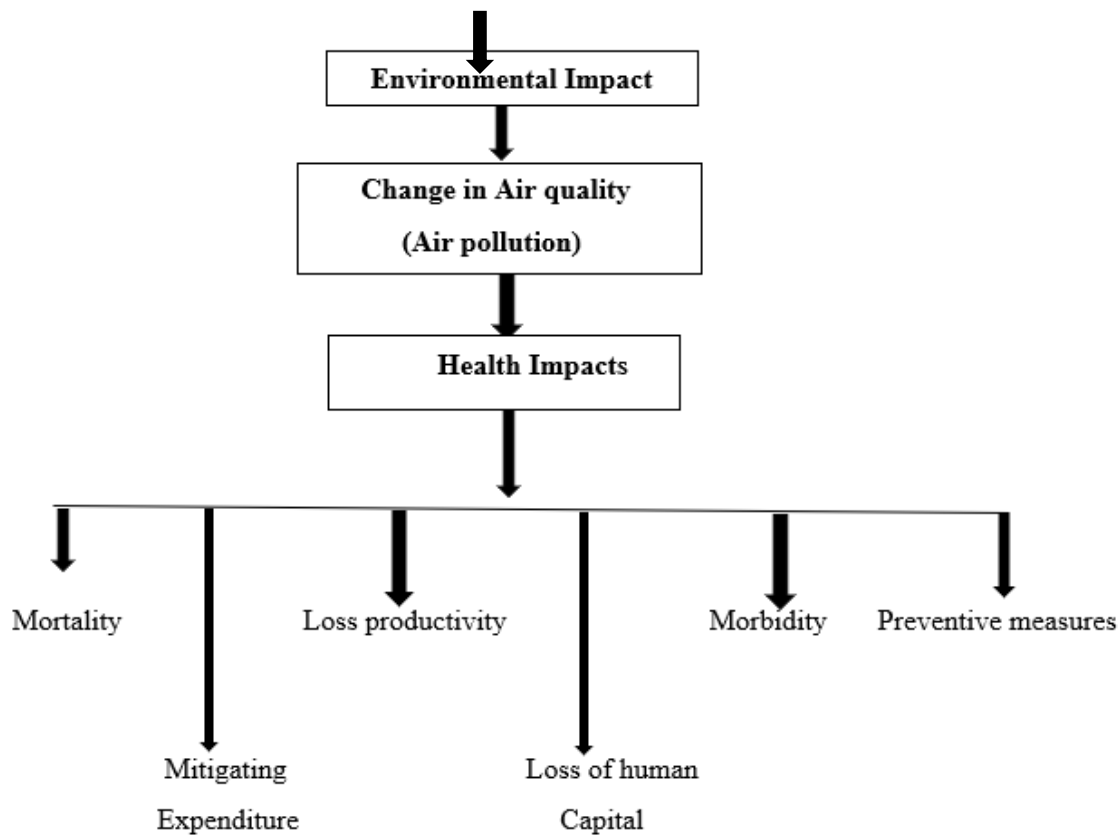 Environmental Impact
Change in Air quality
(Air pollution)
Health Impacts
Mortality
Loss productivity
Morbidity
Preventive measures
Mitigating
Expenditure
Loss of human
Capital